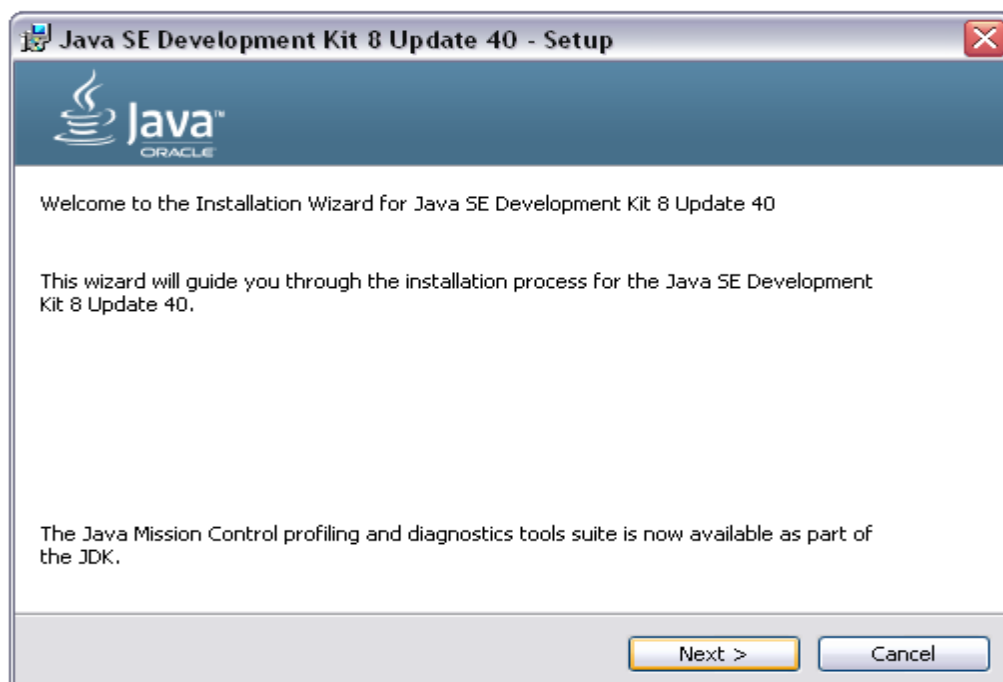 Java SE Development Kit 8 Update 40 - Setup
Java™
ORACLE
Welcome to the Installation Wizard for Java SE Development Kit 8 Update 40
This wizard will guide you through the installation process for the Java SE Development
Kit 8 Update 40.
The Java Mission Control profiling and diagnostics tools suite is now available as part of
the JDK.
Next >
Cancel